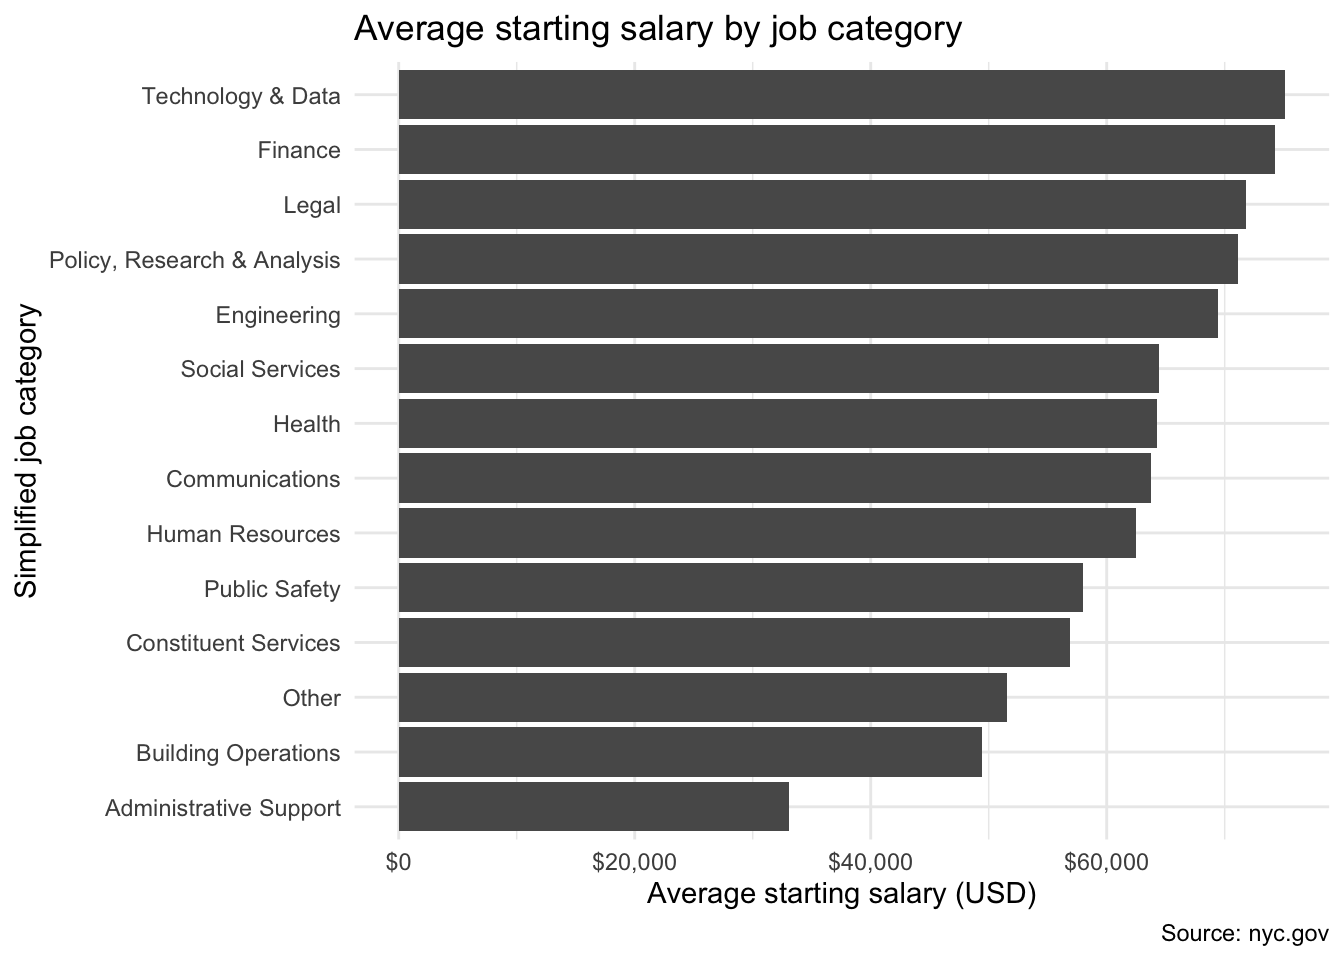 Average starting salary by job category
Technology & Data
Finance
Legal
Policy, Research & Analysis
Engineering
Social Services
Health
Communications
Human Resources
Public Safety
Constituent Services
Other
Building Operations
Administrative Support
Simplified job category
$0 $20,000 $40,000 $60,000
Average starting salary (USD)
Source: nyc.gov